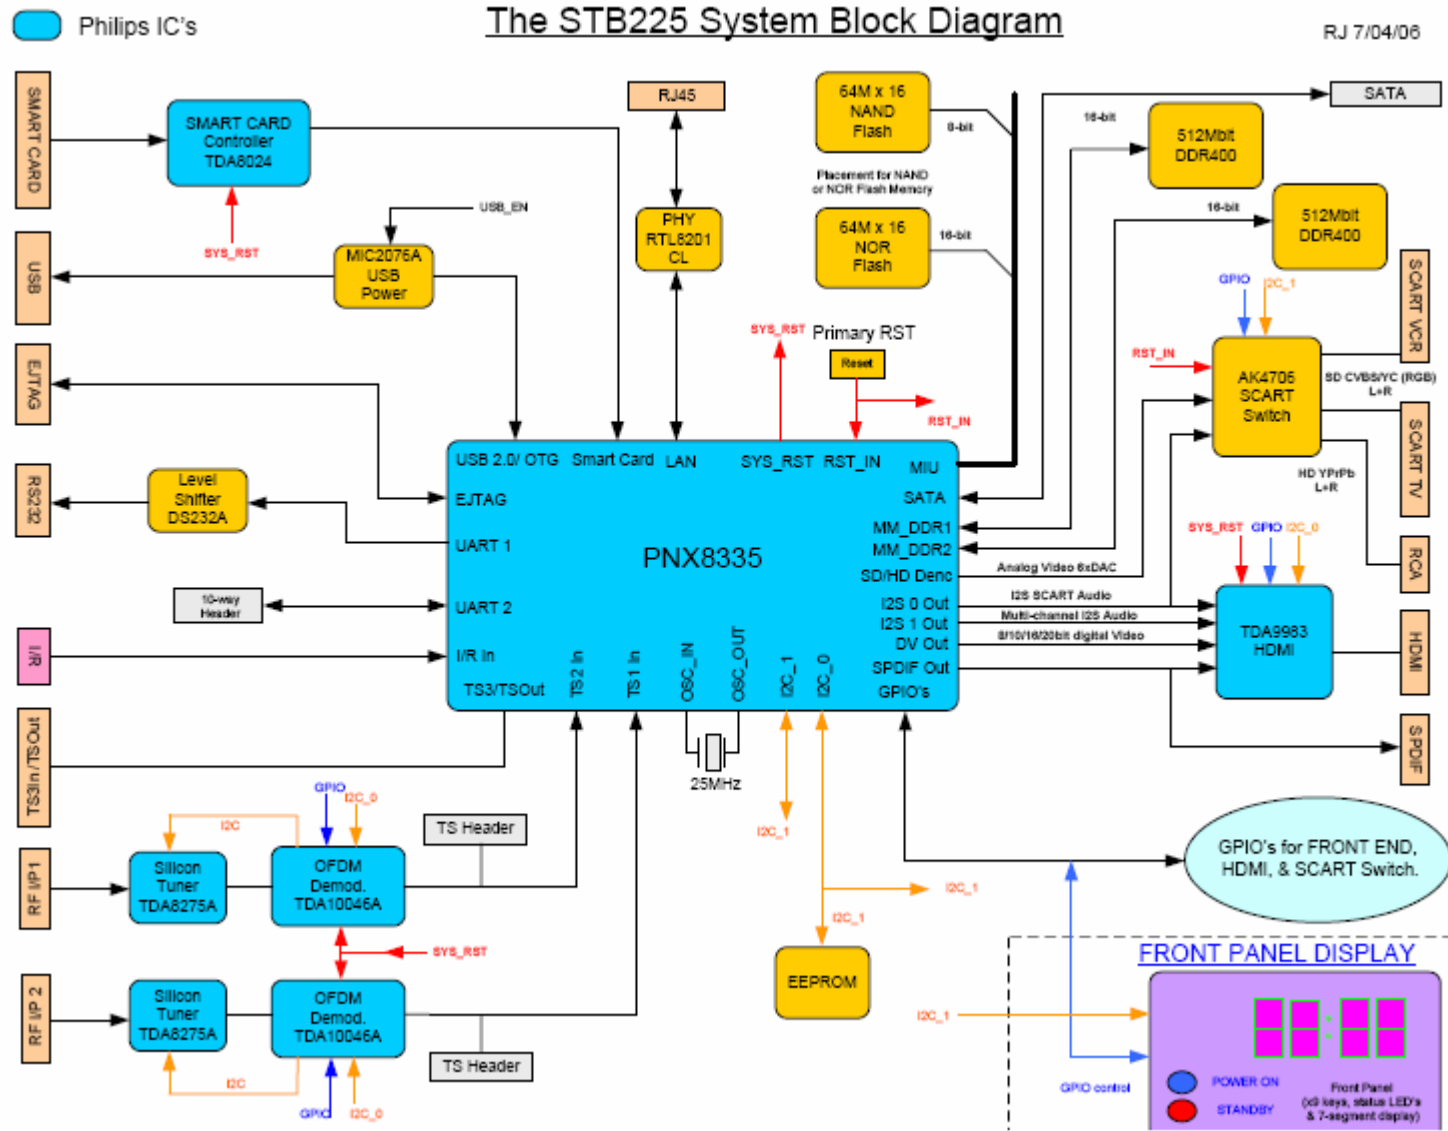 Philips IC's
The STB225 System Block Diagram
RJ 7/04/06
SMART CARD
SMART CARD
Controller
TDA8024
SYS_RST
RJ45
64M x 16
NAND
Flash
8-bit
Placement for NAND
or NOR Flash Memory
64M x 16
NOR
Flash
16-bit
SATA
16-bit
512Mbit
DDR400
16-bit
512Mbit
DDR400
USB
USB_EN
MIC2076A
USB
Power
PHY
RTL8201
CL
SYS_RST
Primary RST
Reset
RST_IN
GPIO
I2C_1
RST_IN
AK4706
SCART
Switch
SCART VCR
SD CVBS/YC (RGB)
L+R
SCART TV
HD YPrPb
L+R
RCA
EJTAG
RS232
Level
Shifter
DS232A
10-way
Header
I/R
TS3In/TSOut
USB 2.0/ OTG
Smart Card
LAN
SYS_RST
RST_IN
MIU
EJTAG
SATA
UART 1
MM_DDR1
MM_DDR2
PNX8335
SD/HD Denc
UART 2
I2S 0 Out
I2S 1 Out
DV Out
I/R In
SPDIF Out
TS3/TSOut
TS2 In
TS1 In
OSC_IN
OSC_OUT
I2C_1
I2C_0
GPIO's
Analog Video 6xDAC
I2S SCART Audio
Multi-channel I2S Audio
8/10/16/20bit digital Video
SYS_RST
GPIO
I2C_0
TDA9983
HDMI
HDMI
SPDIF
25MHz
I2C_1
I2C_1
I2C_1
EEPROM
GPIO's for FRONT END,
HDMI, & SCART Switch.
RF I/P1
Silicon
Tuner
TDA8275A
I2C
GPIO
I2C_0
OFDM
Demod.
TDA10046A
TS Header
SYS_RST
RF I/P 2
Silicon
Tuner
TDA8275A
I2C
OFDM
Demod.
TDA10046A
GPIO
I2C_0
TS Header
FRONT PANEL DISPLAY
I2C_1
GPIO control
POWER ON
STANDBY
Front Panel
(x9 keys, status LED's
& 7-segment display)